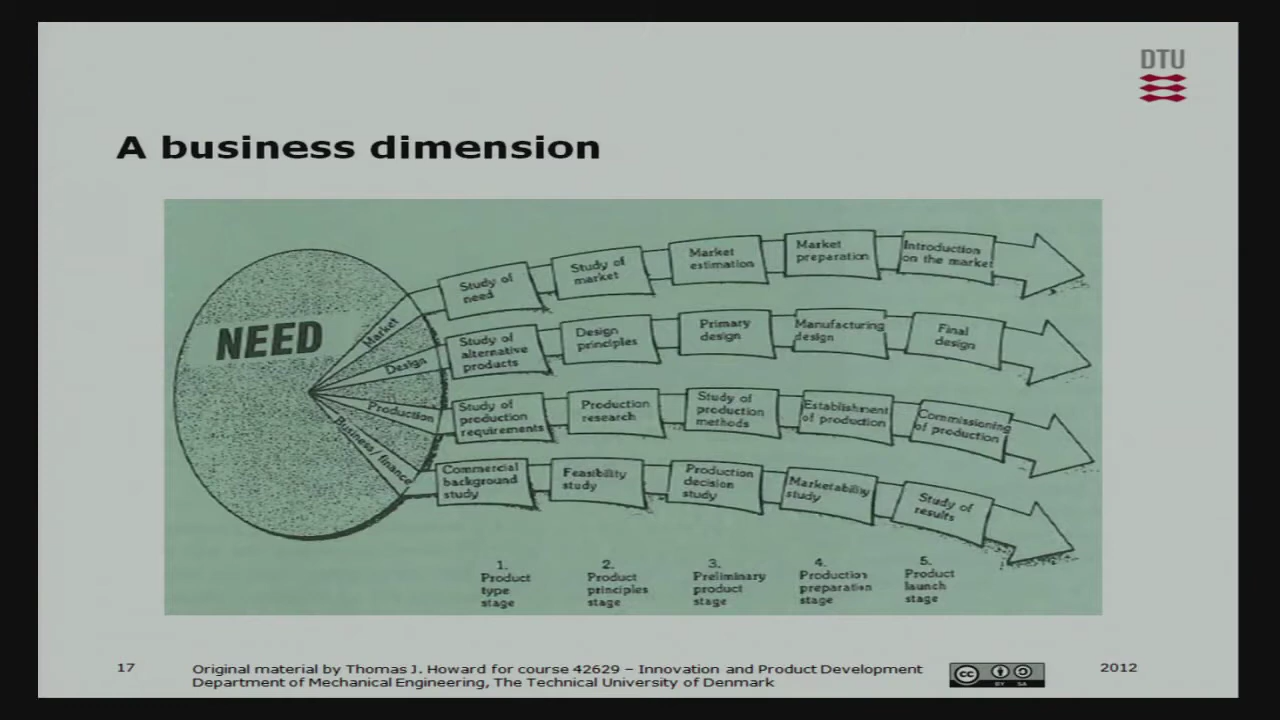 DTU
A business dimension
NEED
Market
Design
Production
Business/finance
Study of
need
Study of
market
Market
estimation
Market
preparation
Introduction
on the market
Study of
alternative
products
Design
principles
Primary
design
Manufacturing
design
Final
design
Study of
production
requirements
Production
research
Study of
production
methods
Establishment
of production
Commissioning
of production
Commercial
background
study
Feasibility
study
Production
decision
study
Marketability
study
Study of
results
1.
Product
type
stage
2.
Product
principles
stage
3.
Preliminary
product
stage
4.
Production
preparation
stage
5.
Product
launch
stage
17
Original material by Thomas J. Howard for course 42629 – Innovation and Product Development
Department of Mechanical Engineering, The Technical University of Denmark
cc
BY SA
2012